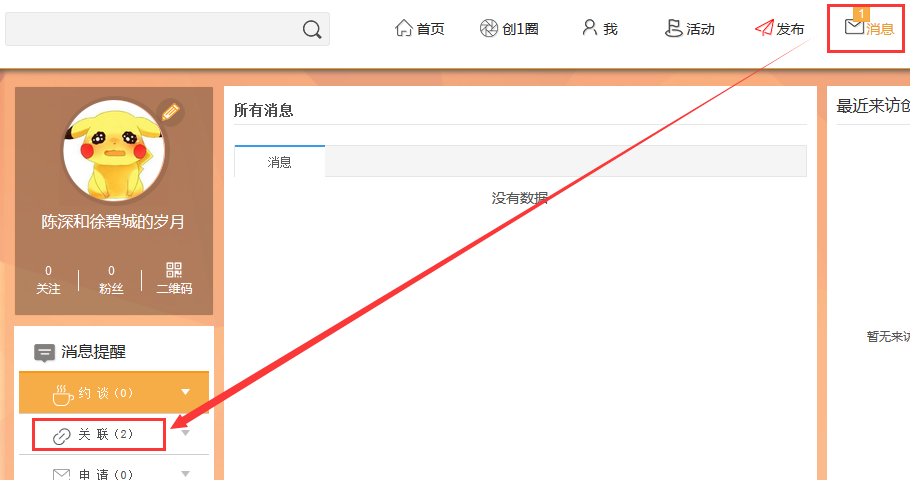 首页 创1圈 我 活动 发布 1 消息
陈深和徐碧城的岁月
0 0
关注 粉丝 二维码
消息提醒
约 谈 (0)
关 联 (2)
申 请 (0)
所有消息
消息
没有数据
最近来访创
暂无来访